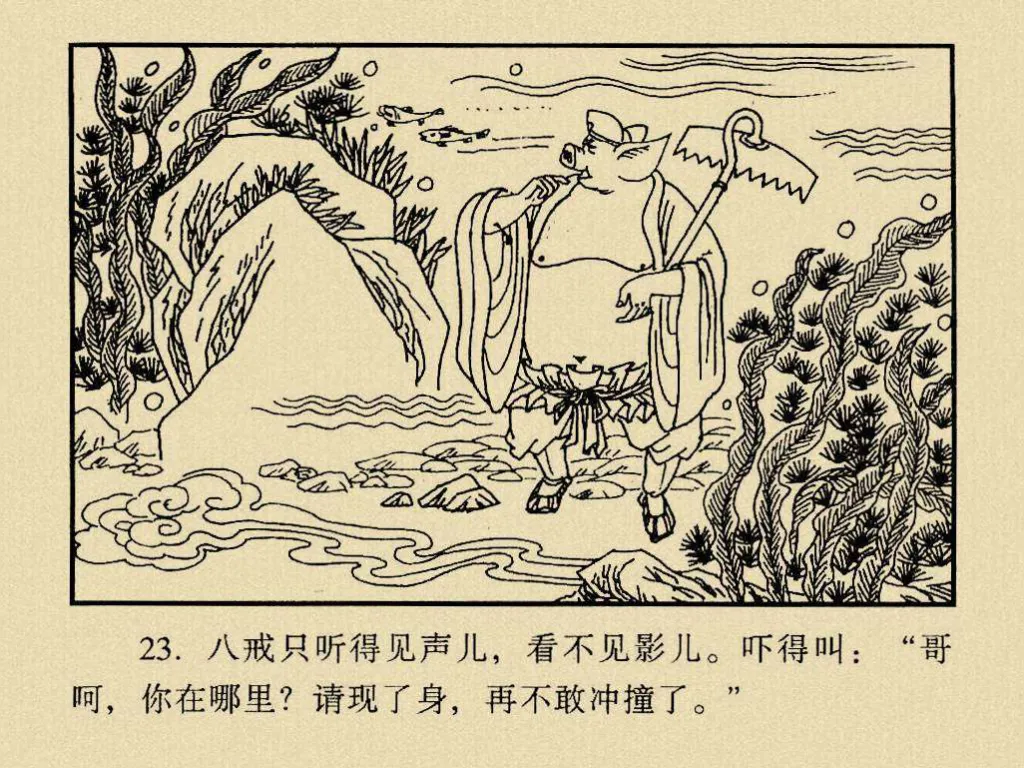 23. 八戒只听得见声儿，看不见影儿。吓得叫：“哥
呵，你在哪里？请现了身，再不敢冲撞了。”